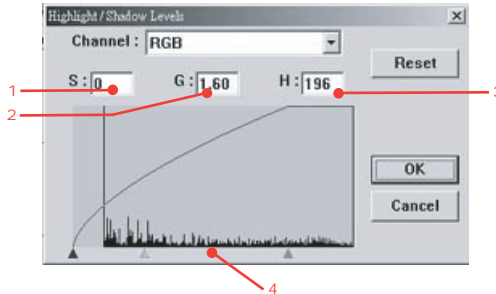 Highlight / Shadow Levels
Channel : RGB
Reset
S : 0 G : 1.60 H : 196
1
2
3
OK
Cancel
4